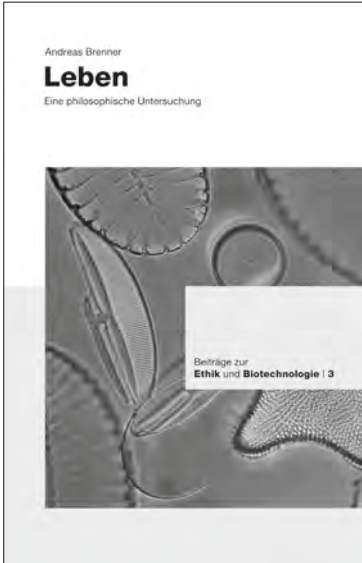 Andreas Brenner
Leben
Eine philosophische Untersuchung
Beiträge zur
Ethik und Biotechnologie | 3